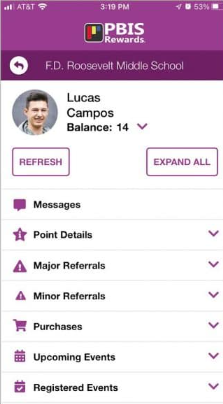 AT&T 3:19 PM 53%
PBIS
Rewards.
F.D. Roosevelt Middle School
Lucas
Campos
Balance: 14
REFRESH EXPAND ALL
Messages
Point Details
Major Referrals
Minor Referrals
Purchases
Upcoming Events
Registered Events